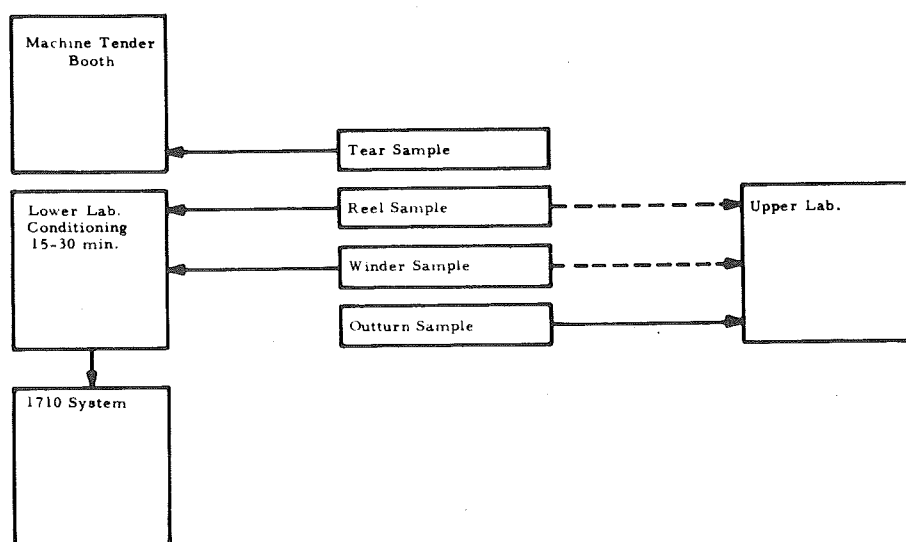 Machine Tender
Booth
Tear Sample
Lower Lab.
Conditioning
15-30 min.
Reel Sample
Upper Lab.
Winder Sample
Outturn Sample
1710 System